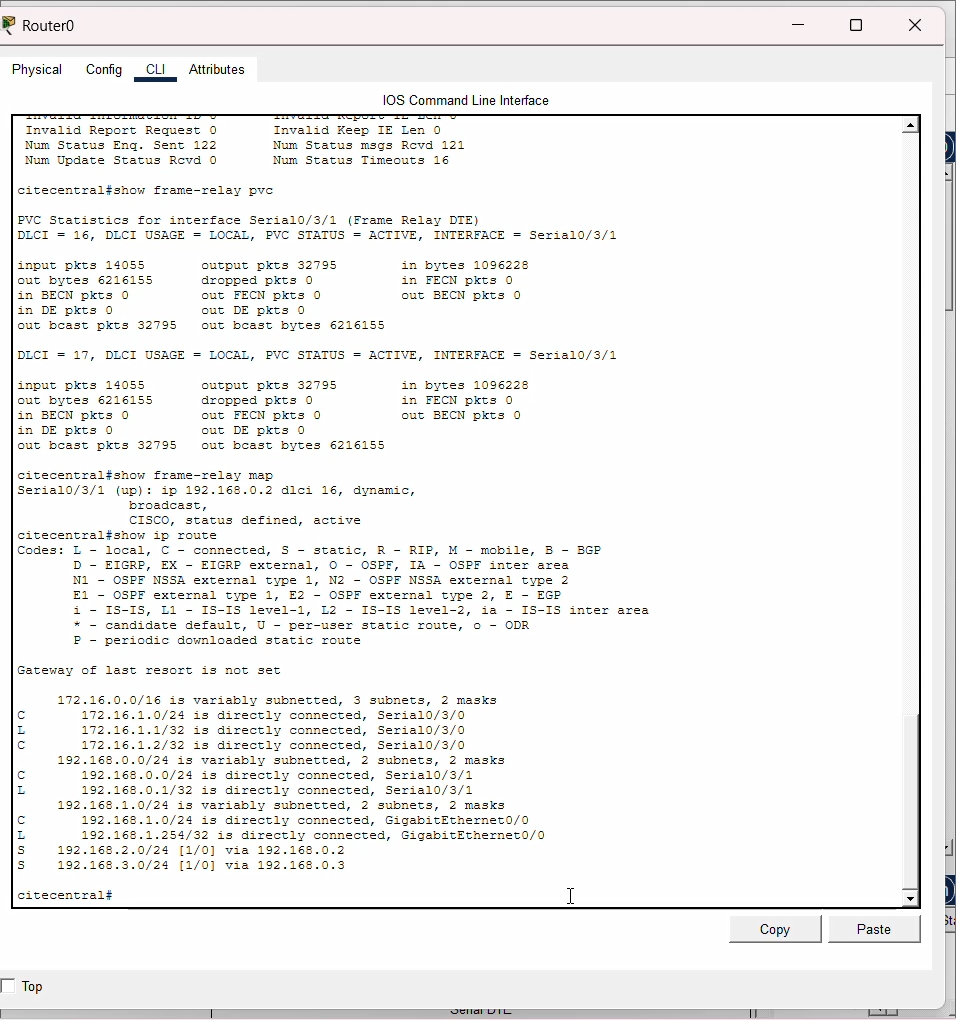 Router0
Physical Config CLI Attributes
IOS Command Line Interface
Invalid Report Request 0 Invalid Keep IE Len 0
Num Status Enq. Sent 122 Num Status msgs Rcvd 121
Num Update Status Rcvd 0 Num Status Timeouts 16
citecentral#show frame-relay pvc
PVC Statistics for interface Serial0/3/1 (Frame Relay DTE)
DLCI = 16, DLCI USAGE = LOCAL, PVC STATUS = ACTIVE, INTERFACE = Serial0/3/1
input pkts 14055 output pkts 32795 in bytes 1096228
out bytes 6216155 dropped pkts 0 in FECN pkts 0
in BECN pkts 0 out FECN pkts 0 out BECN pkts 0
in DE pkts 0 out DE pkts 0
out bcast pkts 32795 out bcast bytes 6216155
DLCI = 17, DLCI USAGE = LOCAL, PVC STATUS = ACTIVE, INTERFACE = Serial0/3/1
input pkts 14055 output pkts 32795 in bytes 1096228
out bytes 6216155 dropped pkts 0 in FECN pkts 0
in BECN pkts 0 out FECN pkts 0 out BECN pkts 0
in DE pkts 0 out DE pkts 0
out bcast pkts 32795 out bcast bytes 6216155
citecentral#show frame-relay map
Serial0/3/1 (up): ip 192.168.0.2 dlci 16, dynamic,
broadcast,
CISCO, status defined, active
citecentral#show ip route
Codes: L - local, C - connected, S - static, R - RIP, M - mobile, B - BGP
D - EIGRP, EX - EIGRP external, O - OSPF, IA - OSPF inter area
N1 - OSPF NSSA external type 1, N2 - OSPF NSSA external type 2
E1 - OSPF external type 1, E2 - OSPF external type 2, E - EGP
i - IS-IS, L1 - IS-IS level-1, L2 - IS-IS level-2, ia - IS-IS inter area
* - candidate default, U - per-user static route, o - ODR
P - periodic downloaded static route
Gateway of last resort is not set
172.16.0.0/16 is variably subnetted, 3 subnets, 2 masks
C 172.16.1.0/24 is directly connected, Serial0/3/0
L 172.16.1.1/32 is directly connected, Serial0/3/0
C 172.16.1.2/32 is directly connected, Serial0/3/0
192.168.0.0/24 is variably subnetted, 2 subnets, 2 masks
C 192.168.0.0/24 is directly connected, Serial0/3/1
L 192.168.0.1/32 is directly connected, Serial0/3/1
192.168.1.0/24 is variably subnetted, 2 subnets, 2 masks
C 192.168.1.0/24 is directly connected, GigabitEthernet0/0
L 192.168.1.254/32 is directly connected, GigabitEthernet0/0
S 192.168.2.0/24 [1/0] via 192.168.0.2
S 192.168.3.0/24 [1/0] via 192.168.0.3
citecentral#
Copy Paste
Top